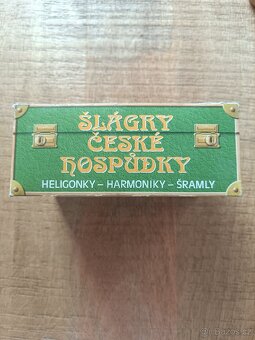 ŠLÁGRY
ČESKÉ
HOSPŮDKY
HELIGONKY – HARMONIKY – ŠRAMLY